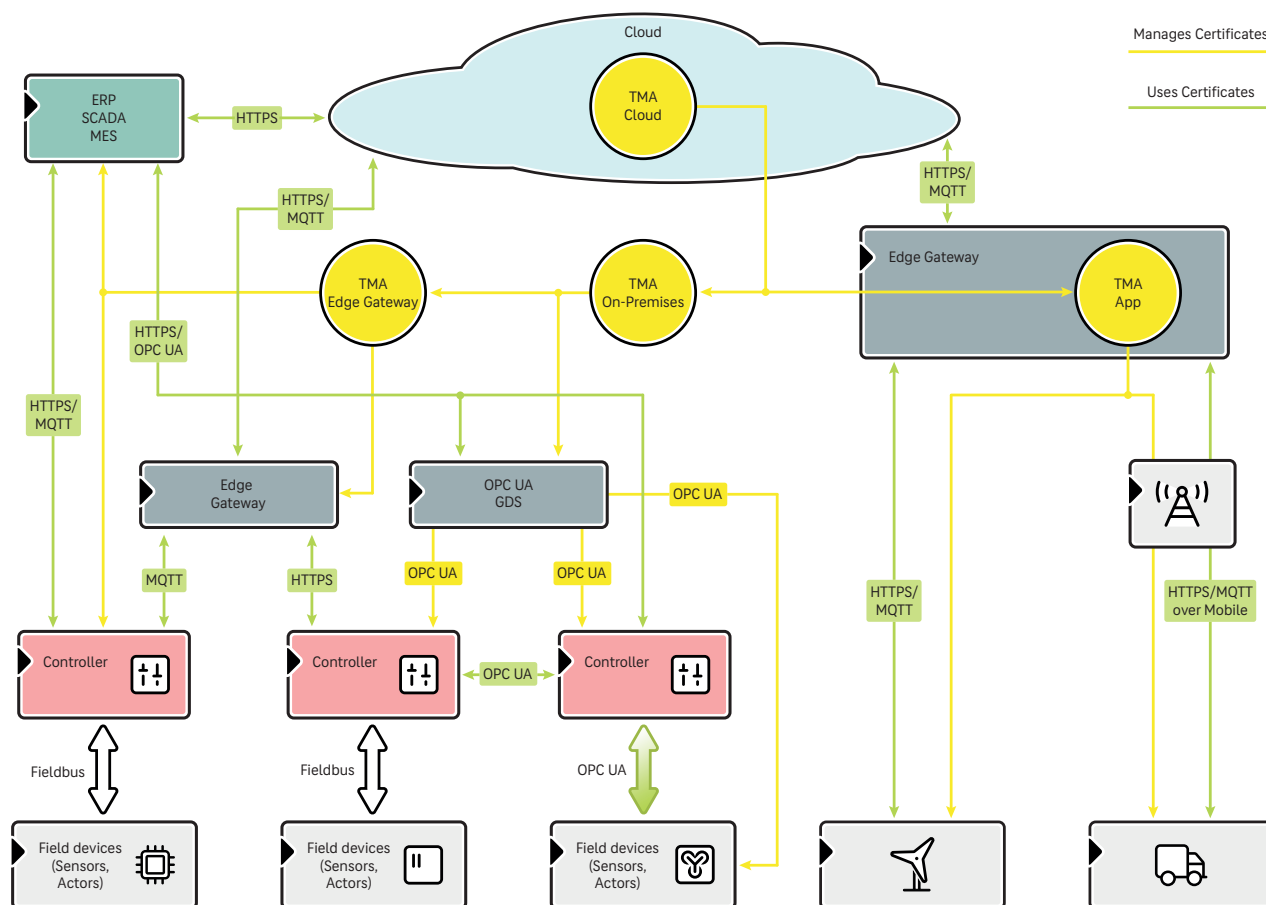 Cloud
Manages Certificates
TMA
Cloud
Uses Certificates
ERP
SCADA
MES
HTTPS
HTTPS/
MQTT
HTTPS/
MQTT
Edge Gateway
TMA
Edge Gateway
TMA
On-Premises
TMA
App
HTTPS/
OPC UA
HTTPS/
MQTT
Edge
Gateway
OPC UA
GDS
OPC UA
MQTT
HTTPS
OPC UA
OPC UA
HTTPS/
MQTT
HTTPS/MQTT
over Mobile
Controller
Controller
OPC UA
Controller
Fieldbus
Fieldbus
OPC UA
Field devices
(Sensors,
Actors)
Field devices
(Sensors,
Actors)
Field devices
(Sensors,
Actors)